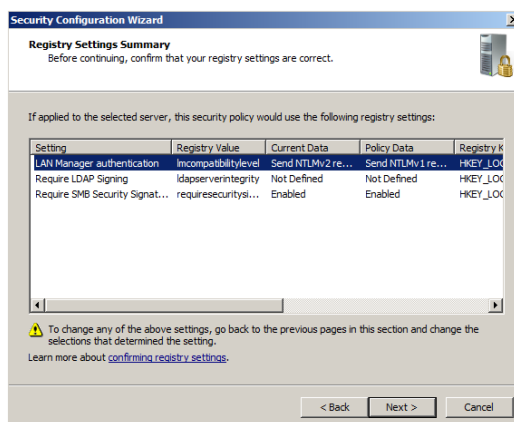 Security Configuration Wizard
Registry Settings Summary
Before continuing, confirm that your registry settings are correct.
If applied to the selected server, this security policy would use the following registry settings:
Setting Registry Value Current Data Policy Data Registry K
LAN Manager authentication lmcompatibilitylevel Send NTLMv2 re... Send NTLMv1 re... HKEY_LOC
Require LDAP Signing ldapserverintegrity Not Defined Not Defined HKEY_LOC
Require SMB Security Signat... requiresecuritysi... Enabled Enabled HKEY_LOC
To change any of the above settings, go back to the previous pages in this section and change the
selections that determined the setting.
Learn more about confirming registry settings.
< Back Next > Cancel